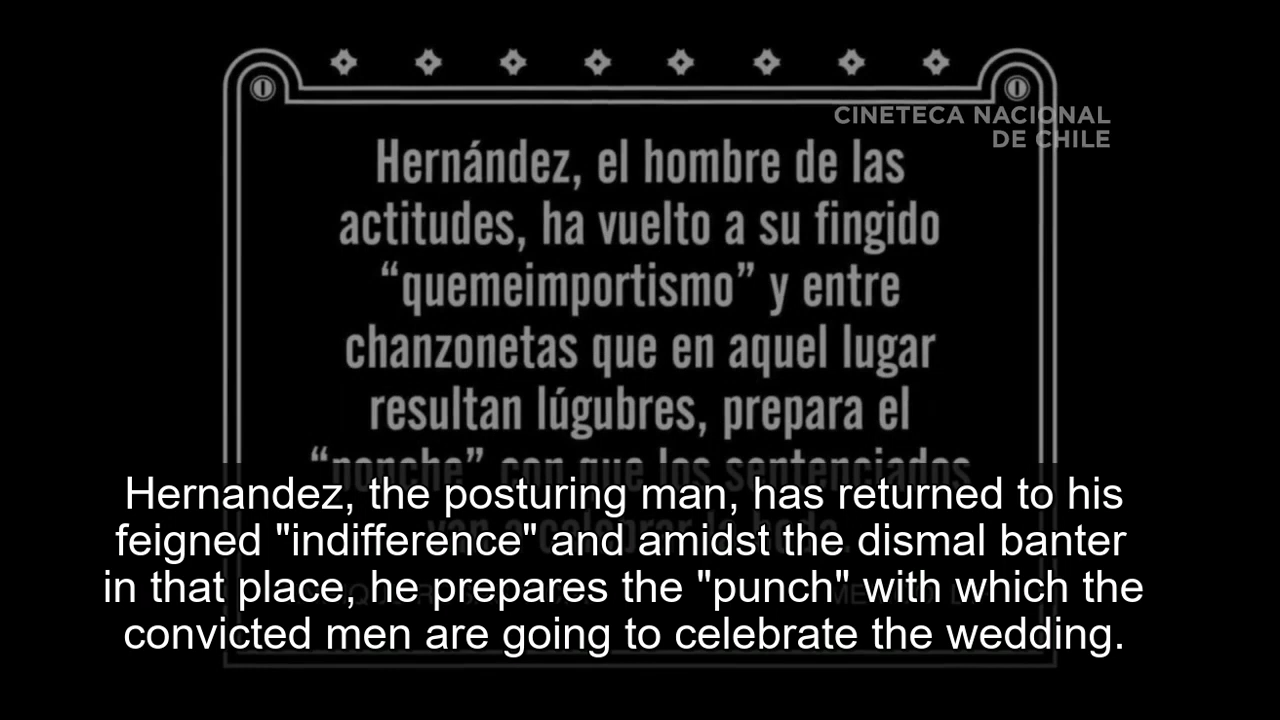 CINETECA NACIONAL
DE CHILE
Hernández, el hombre de las
actitudes, ha vuelto a su fingido
“quemeimportismo” y entre
chanzonetas que en aquel lugar
resultan lúgubres, prepara el
“ponche” con que los sentenciados
Hernandez, the posturing man, has returned to his
feigned "indifference" and amidst the dismal banter
in that place, he prepares the "punch" with which the
convicted men are going to celebrate the wedding.